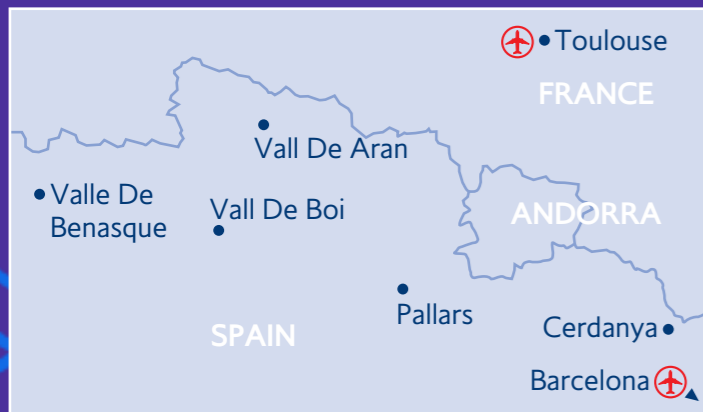 Toulouse
FRANCE
Vall De Aran
Valle De
Benasque
Vall De Boi
ANDORRA
Pallars
SPAIN
Cerdanya
Barcelona